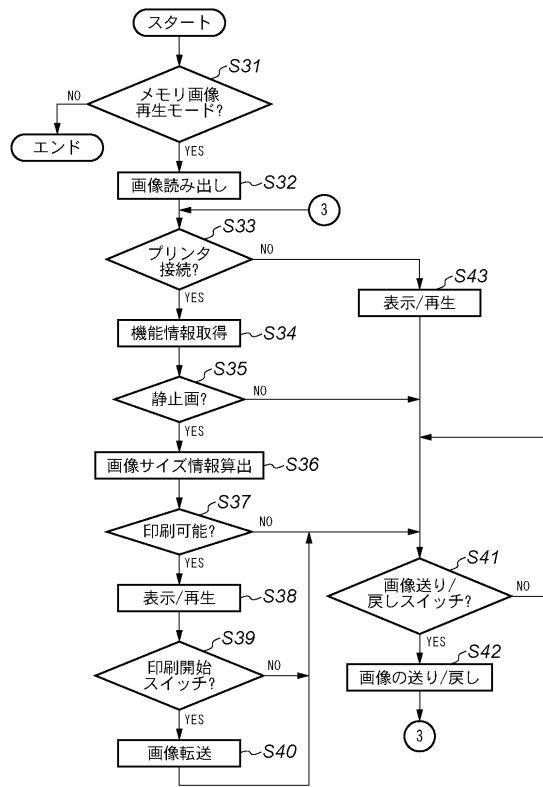 スタート
S31
メモリ画像
再生モード?
NO
エンド
YES
画像読み出し
S32
3
S33
プリンタ
接続?
NO
YES
S43
表示/再生
機能情報取得
S34
S35
静止画?
NO
YES
画像サイズ情報算出
S36
S37
印刷可能?
NO
YES
表示/再生
S38
S41
画像送り/
戻しスイッチ?
NO
YES
S39
印刷開始
スイッチ?
NO
YES
S42
画像の送り/戻し
3
画像転送
S40